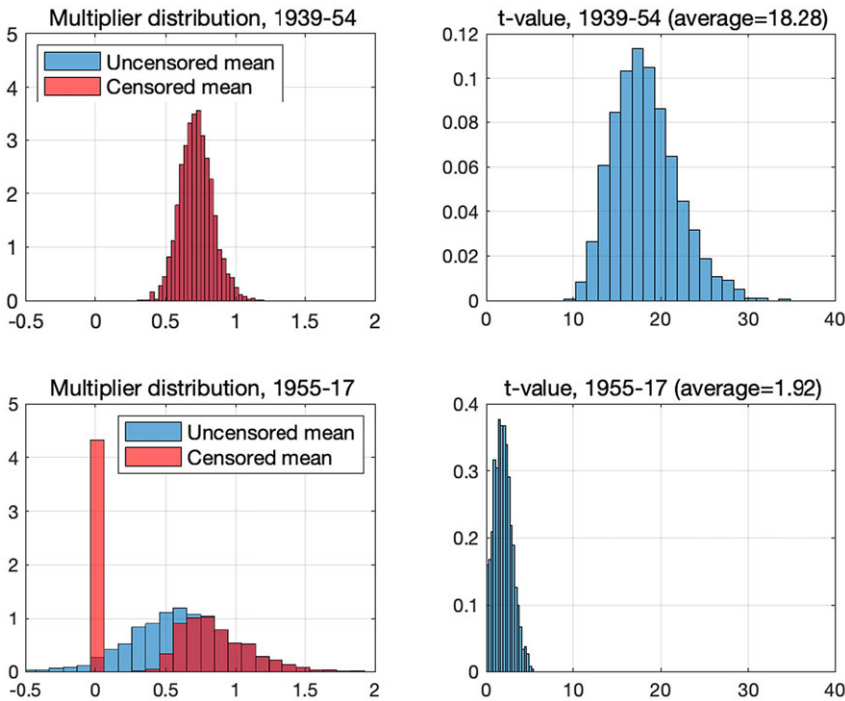 Multiplier distribution, 1939-54
5
4
3
2
1
0
Uncensored mean
Censored mean
-0.5 0 0.5 1 1.5 2
t-value, 1939-54 (average=18.28)
0.12
0.1
0.08
0.06
0.04
0.02
0
0 10 20 30 40
Multiplier distribution, 1955-17
5
4
3
2
1
0
Uncensored mean
Censored mean
-0.5 0 0.5 1 1.5 2
t-value, 1955-17 (average=1.92)
0.4
0.3
0.2
0.1
0
0 10 20 30 40